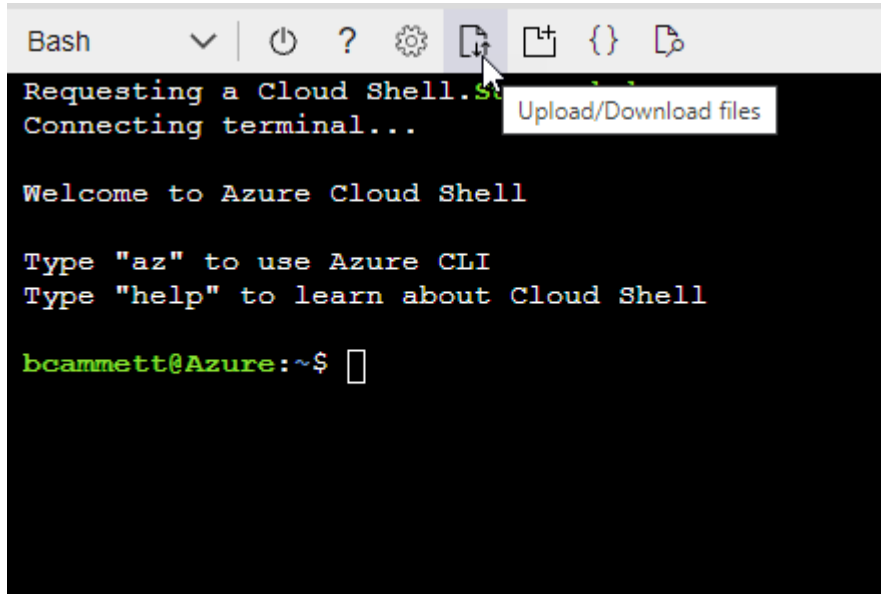 Bash
Requesting a Cloud Shell.
Upload/Download files
Connecting terminal...
Welcome to Azure Cloud Shell
Type "az" to use Azure CLI
Type "help" to learn about Cloud Shell
bcammett@Azure:~$